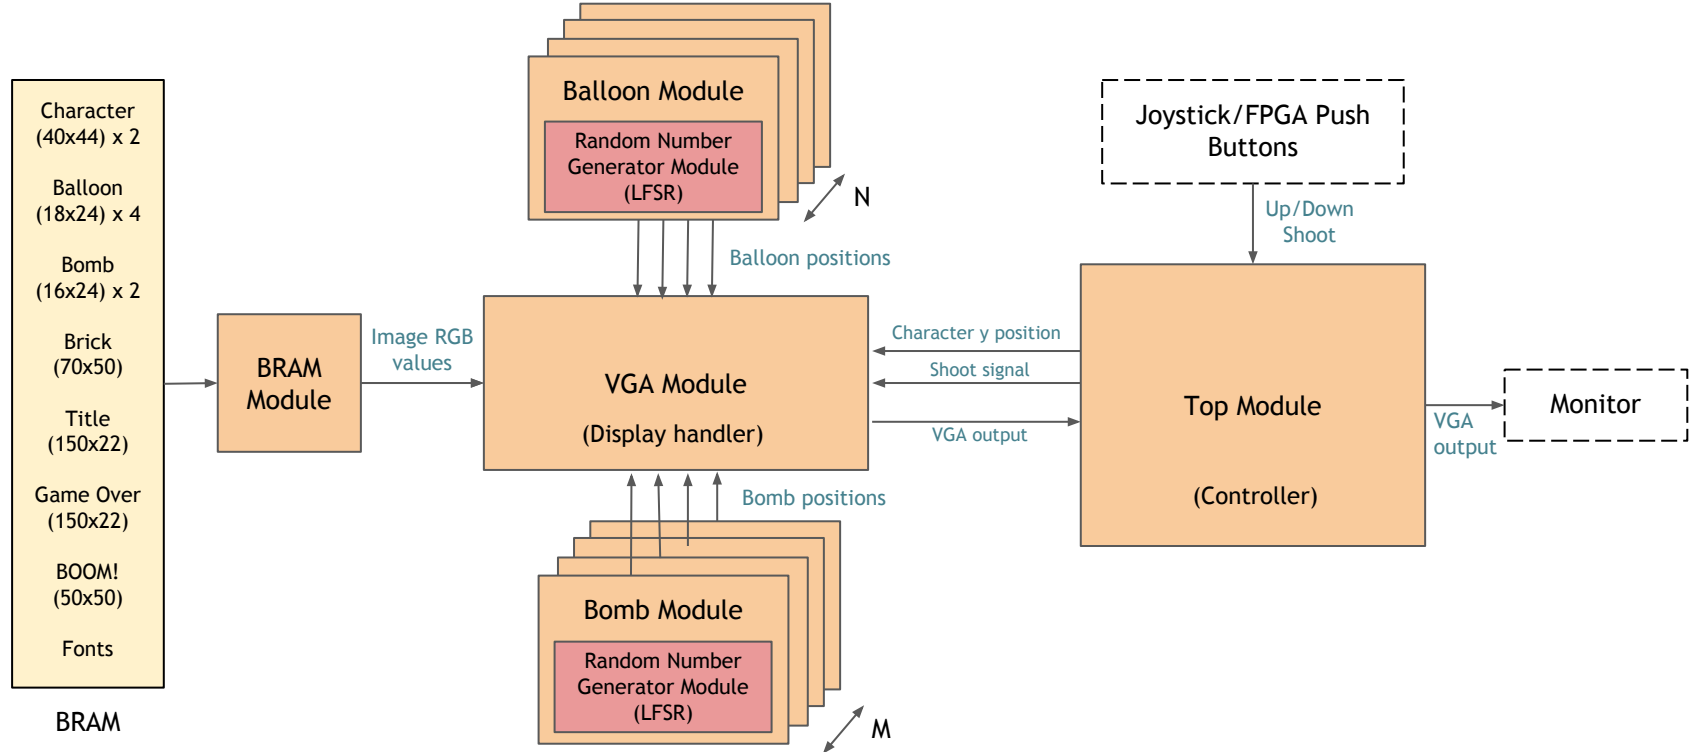 Character
(40x44) x 2
Balloon
(18x24) x 4
Bomb
(16x24) x 2
Brick
(70x50)
Title
(150x22)
Game Over
(150x22)
BOOM!
(50x50)
Fonts
BRAM
BRAM
Module
Image RGB
values
Balloon Module
Random Number
Generator Module
(LFSR)
N
Balloon positions
VGA Module
(Display handler)
Bomb positions
Bomb Module
Random Number
Generator Module
(LFSR)
M
Character y position
Shoot signal
VGA output
Joystick/FPGA Push
Buttons
Up/Down
Shoot
Top Module
(Controller)
VGA
output
Monitor